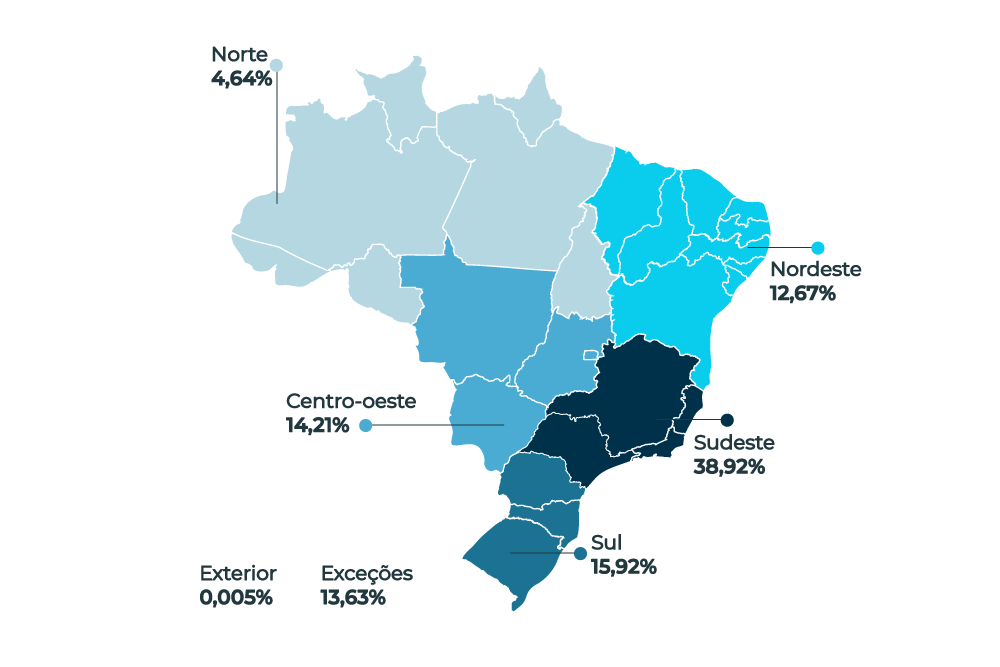 Norte
4,64%
Nordeste
12,67%
Centro-oeste
14,21%
Sudeste
38,92%
Sul
15,92%
Exterior
0,005%
Exceções
13,63%